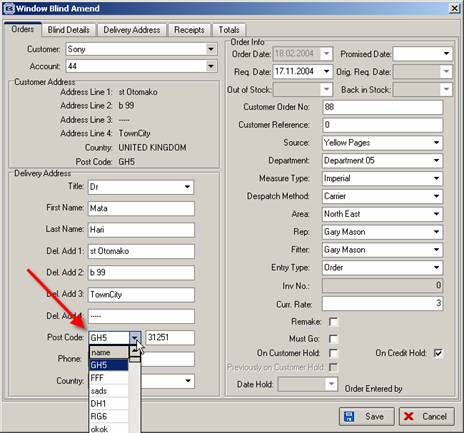 Window Blind Amend
Orders Blind Details Delivery Address Receipts Totals
Customer: Sony
Account: 44
Customer Address
Address Line 1: st Otomako
Address Line 2: b 99
Address Line 3: -----
Address Line 4: TownCity
Country: UNITED KINGDOM
Post Code: GH5
Delivery Address
Title: Dr
First Name: Mata
Last Name: Hari
Del. Add 1: st Otomako
Del. Add 2: b 99
Del. Add 3: TownCity
Del. Add 4: -----
Post Code: GH5 31251
name
GH5
FFF
sads
DH1
RG6
okok
Phone:
Country:
Order Info
Order Date: 18.02.2004 Promised Date:
Req. Date: 17.11.2004 Orig. Req. Date:
Out of Stock: Back in Stock:
Customer Order No: 88
Customer Reference: 0
Source: Yellow Pages
Department: Department 05
Measure Type: Imperial
Despatch Method: Carrier
Area: North East
Rep: Gary Mason
Fitter: Gary Mason
Entry Type: Order
Inv No.: 0
Curr. Rate: 3
Remake:
Must Go:
On Customer Hold: On Credit Hold:
Previously on Customer Hold:
Date Hold: Order Entered by
Save Cancel